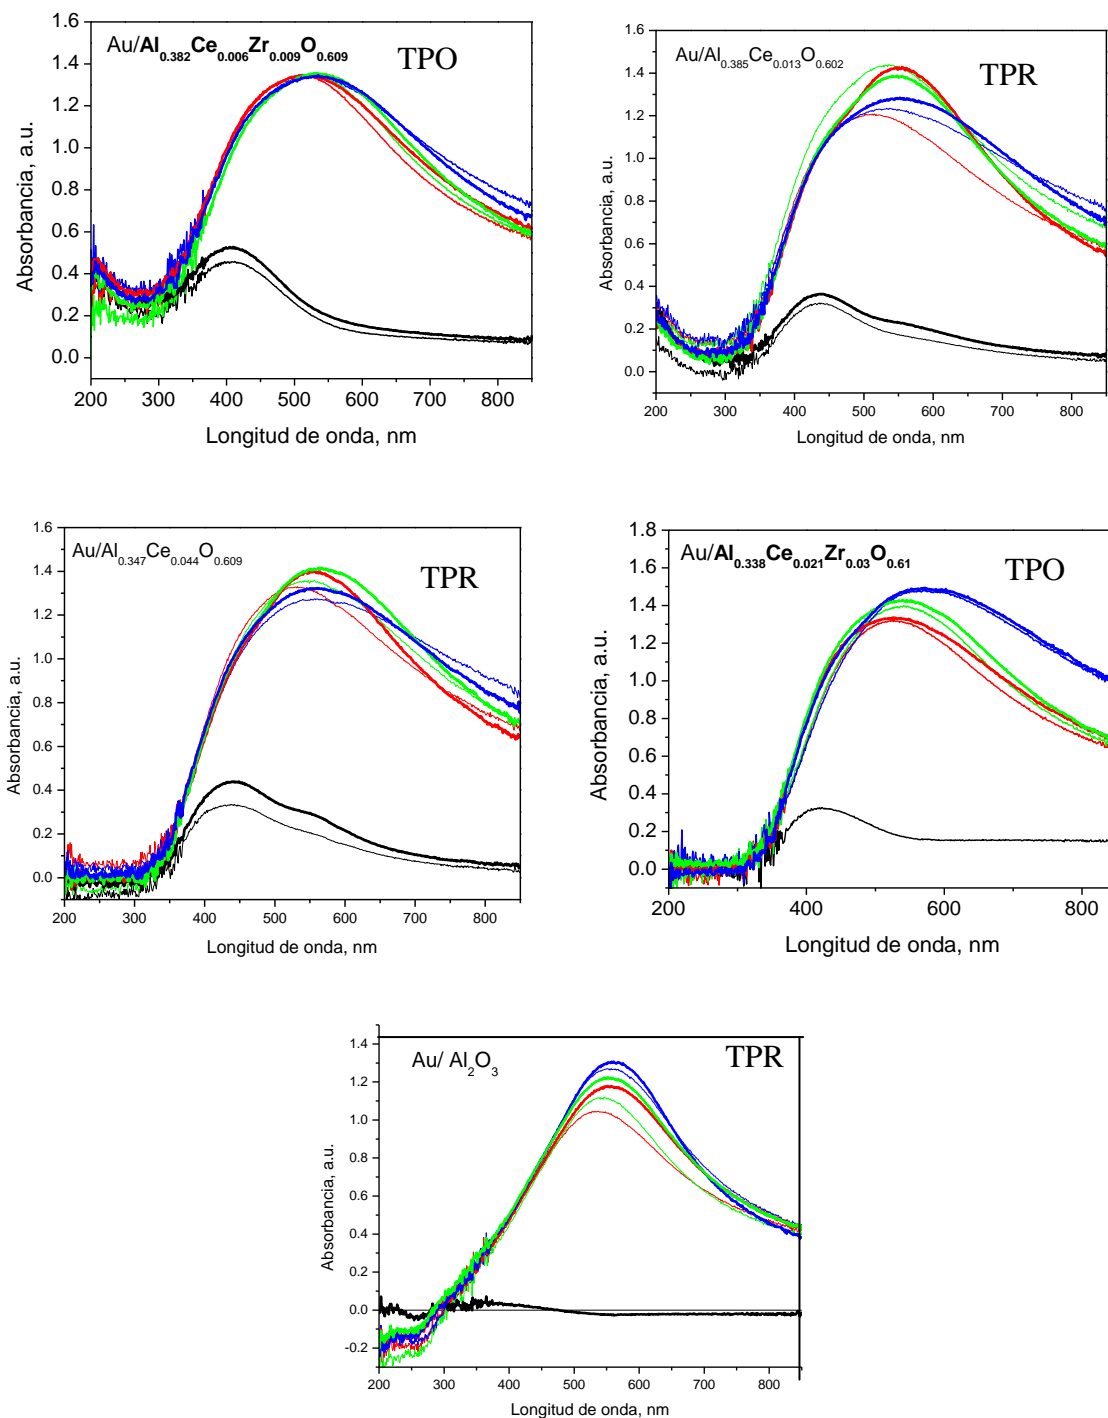 Au/Al0.382Ce0.006Zr0.009O0.609
TPO
Absorbancia, a.u.
1.6
1.4
1.2
1.0
0.8
0.6
0.4
0.2
0.0
200 300 400 500 600 700 800
Longitud de onda, nm
Au/Al0.385Ce0.013O0.602
TPR
Absorbancia, a.u.
1.6
1.4
1.2
1.0
0.8
0.6
0.4
0.2
0.0
200 300 400 500 600 700 800
Longitud de onda, nm
Au/Al0.347Ce0.044O0.609
TPR
Absorbancia, a.u.
1.6
1.4
1.2
1.0
0.8
0.6
0.4
0.2
0.0
200 300 400 500 600 700 800
Longitud de onda, nm
Au/Al0.338Ce0.021Zr0.03O0.61
TPO
Absorbancia, a.u.
1.8
1.6
1.4
1.2
1.0
0.8
0.6
0.4
0.2
0.0
200 400 600 800
Longitud de onda, nm
Au/ Al2O3
TPR
Absorbancia, a.u.
1.4
1.2
1.0
0.8
0.6
0.4
0.2
0.0
-0.2
200 300 400 500 600 700 800
Longitud de onda, nm